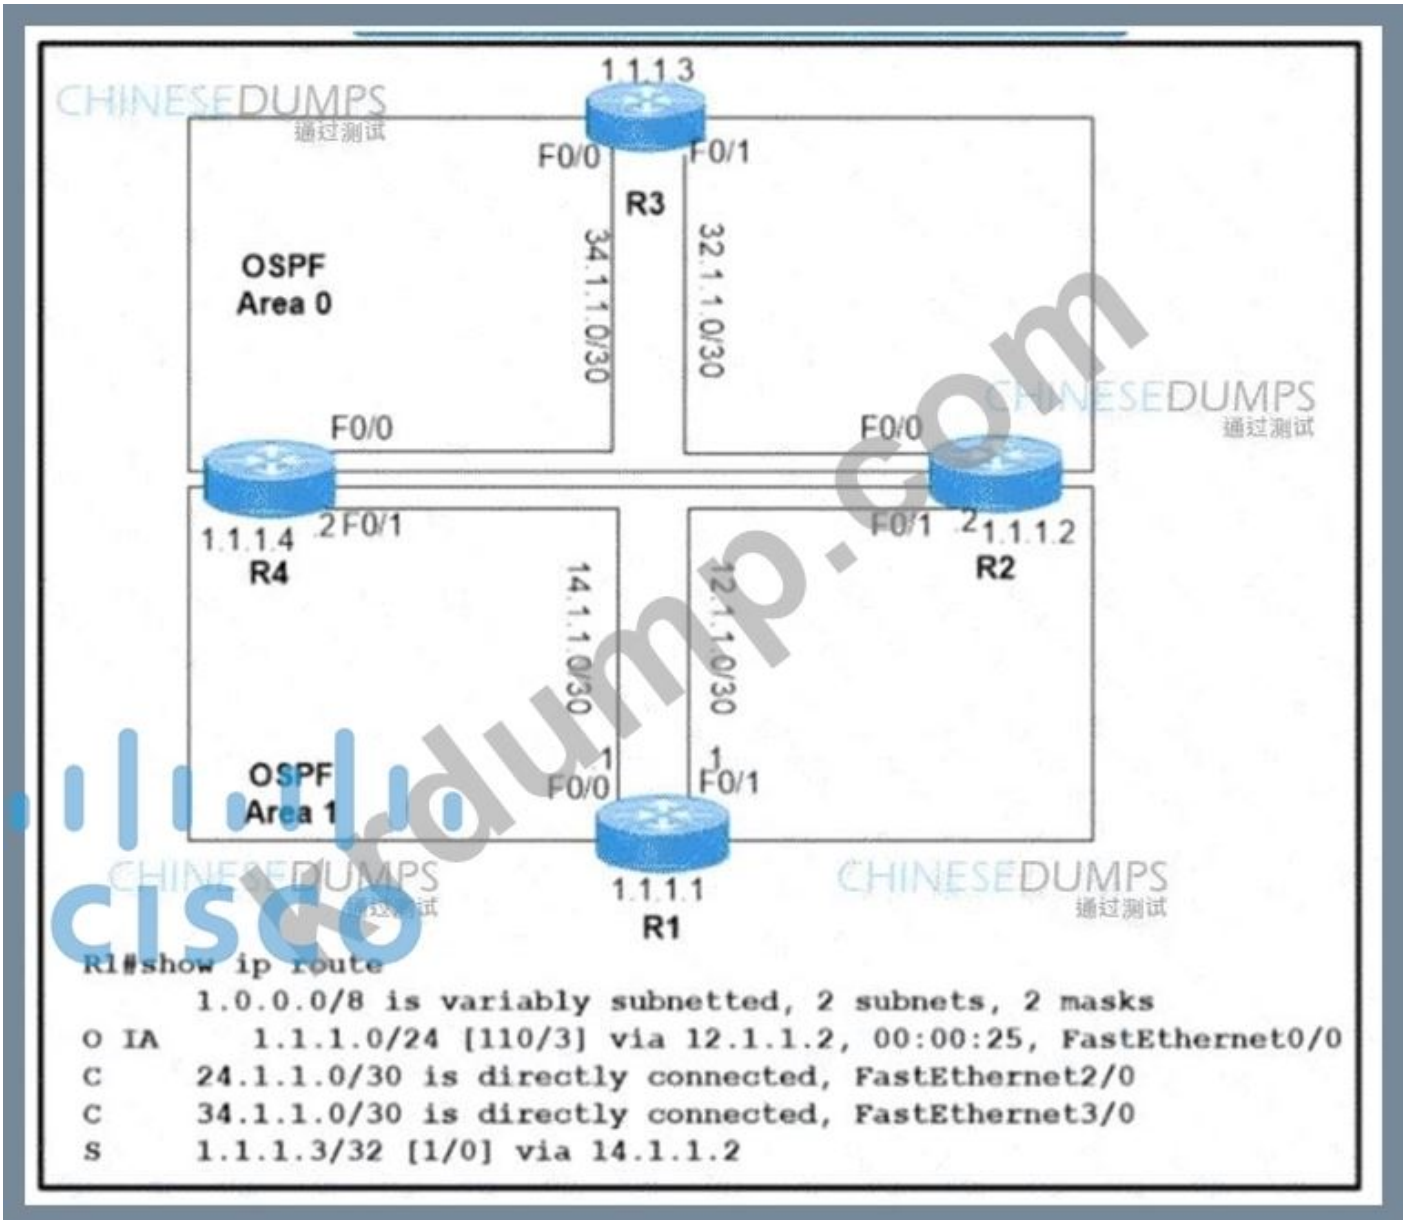 1.1.1.3
CHINESEDUMPS
通过测试
F0/0
F0/1
R3
34.1.1.0/30
32.1.1.0/30
OSPF
Area 0
CHINESEDUMPS
通过测试
F0/0
F0/0
.2 F0/1
F0/1 .2
1.1.1.4
1.1.1.2
R4
R2
14.1.1.0/30
12.1.1.0/30
krdump.com
.1
1
F0/0
F0/1
OSPF
Area 1
CHINESEDUMPS
通过测试
CHINESEDUMPS
通过测试
1.1.1.1
R1
CISCO
R1#show ip route
1.0.0.0/8 is variably subnetted, 2 subnets, 2 masks
O IA 1.1.1.0/24 [110/3] via 12.1.1.2, 00:00:25, FastEthernet0/0
C 24.1.1.0/30 is directly connected, FastEthernet2/0
C 34.1.1.0/30 is directly connected, FastEthernet3/0
S 1.1.1.3/32 [1/0] via 14.1.1.2